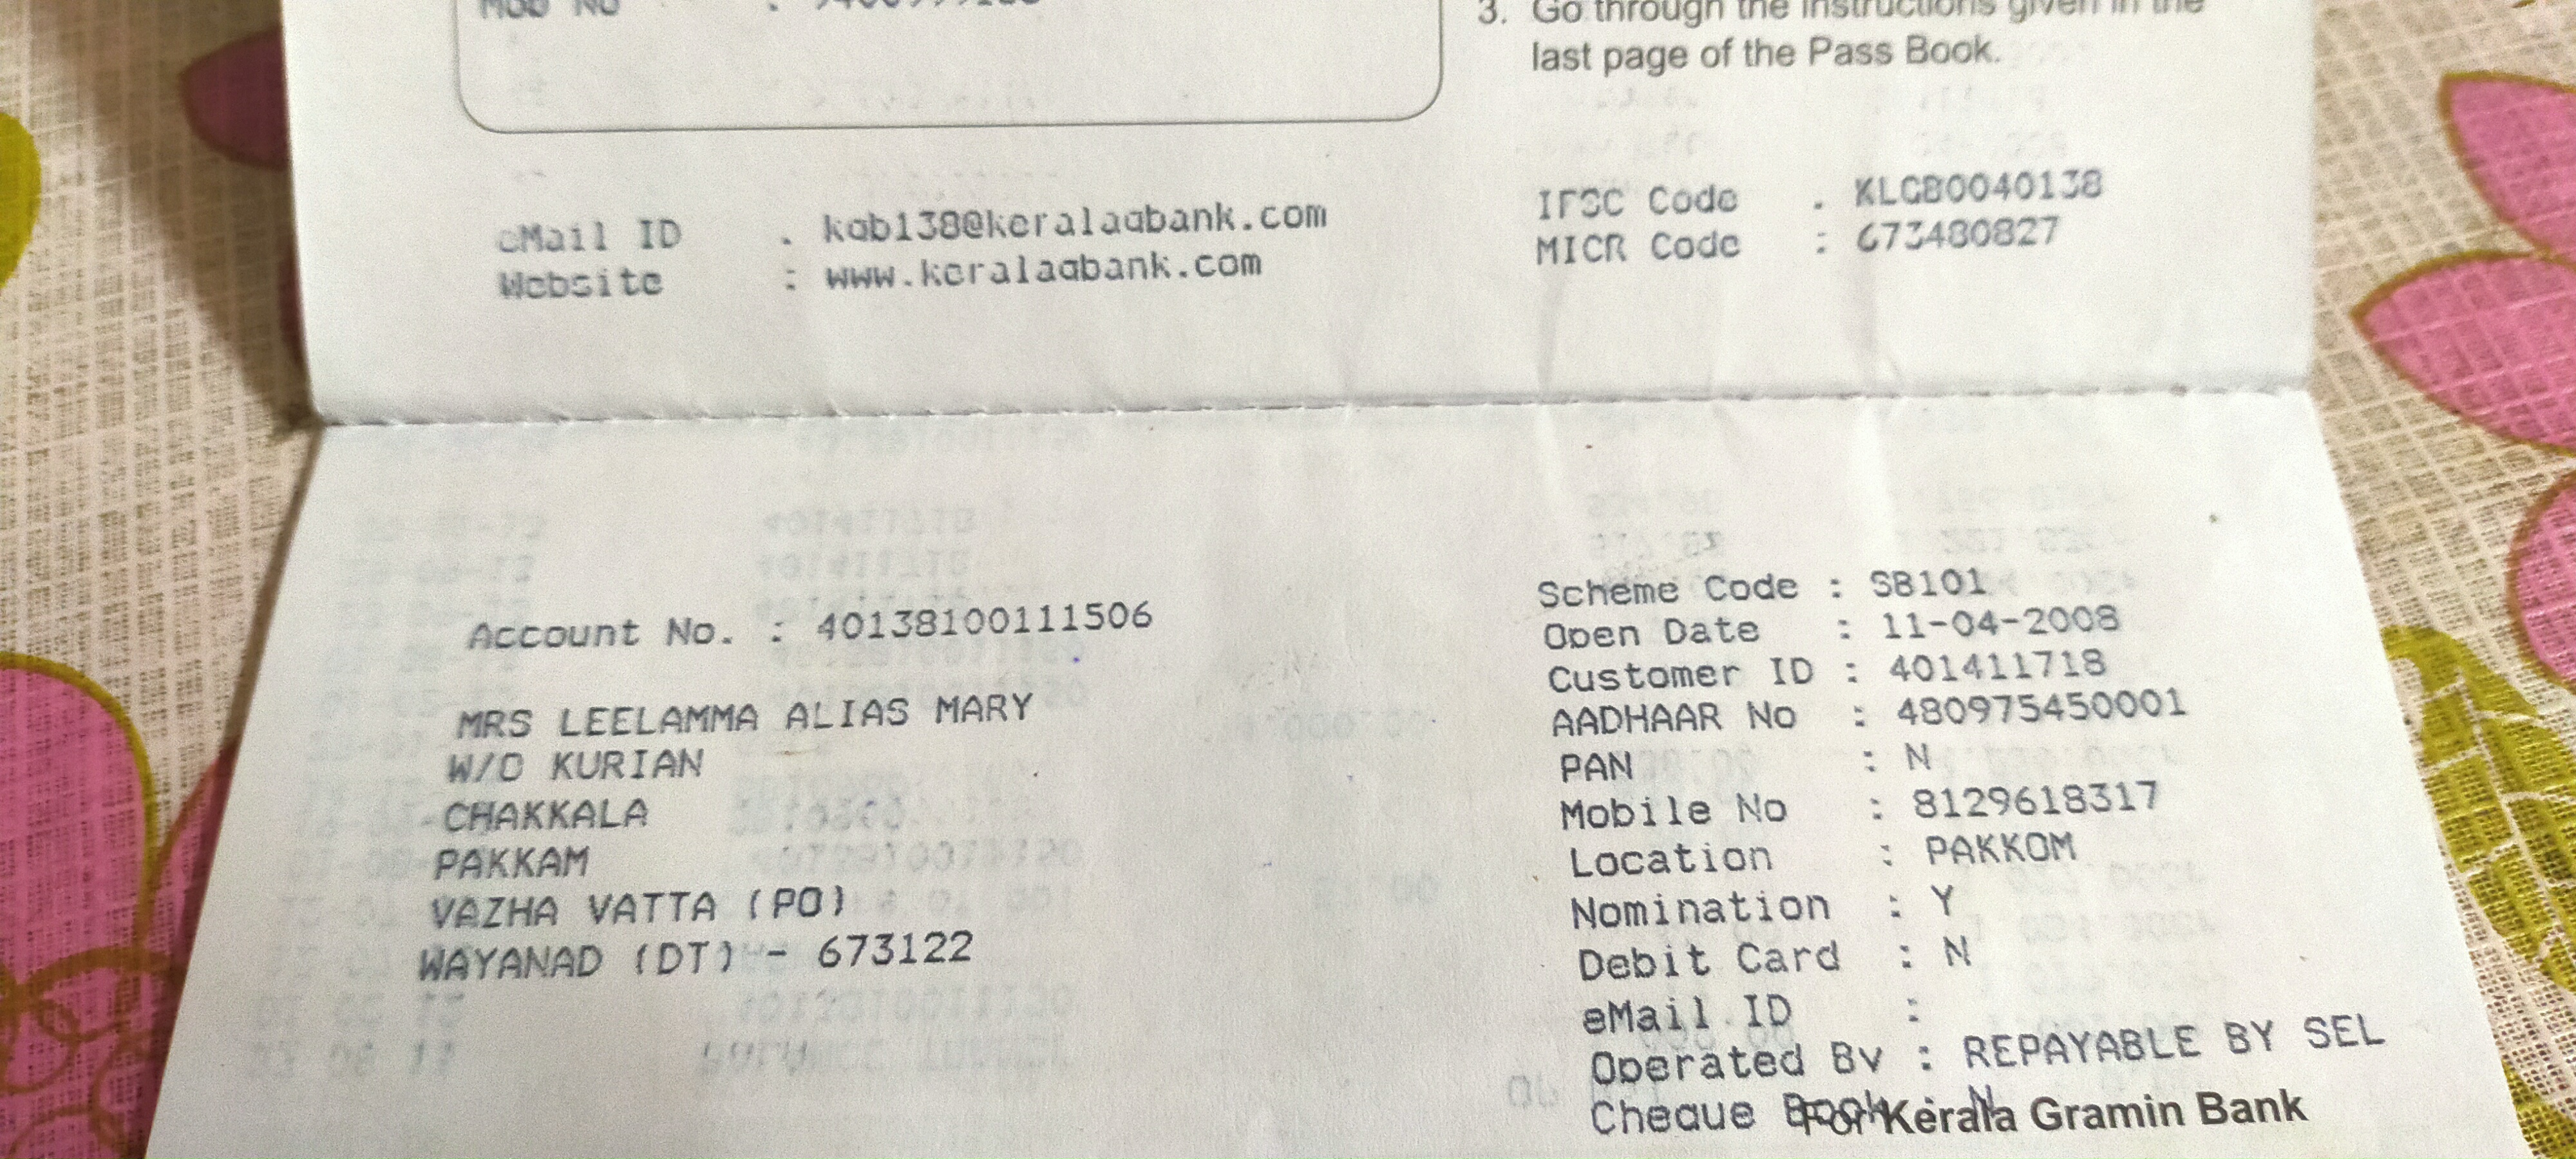 Mob No :
3. Go through the instructions given in the
last page of the Pass Book.
eMail ID : kgb138@keralagbank.com
Website : www.keralagbank.com
IFSC Code : KLGB0040138
MICR Code : 673480827
Account No. : 40138100111506
MRS LEELAMMA ALIAS MARY
W/O KURIAN
CHAKKALA
PAKKAM
VAZHA VATTA (PO)
WAYANAD (DT) - 673122
Scheme Code : SB101
Open Date : 11-04-2008
Customer ID : 401411718
AADHAAR No : 480975450001
PAN : N
Mobile No : 8129618317
Location : PAKKOM
Nomination : Y
Debit Card : N
eMail ID :
Operated By : REPAYABLE BY SEL
Cheque Book : N
For Kerala Gramin Bank